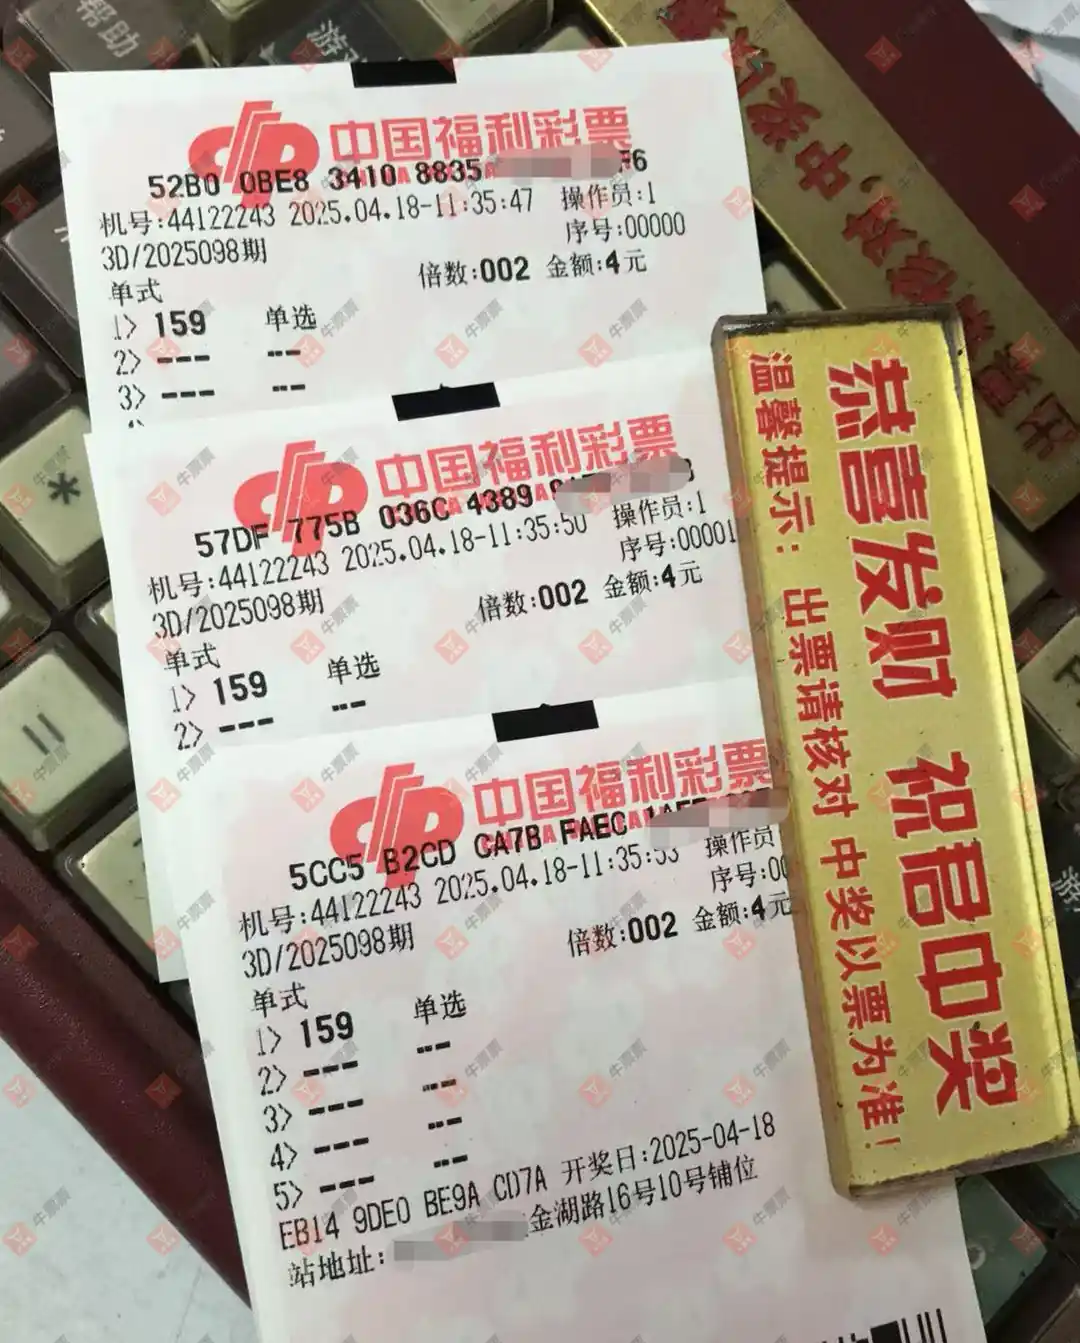 帮助
中国福利彩票
52B0 0BE8 3410 8835
F6
机号:44122243 2025.04.18-11:35:47 操作员:1
序号:00000
3D/2025098期
倍数:002 金额:4元
单式
1> 159 单选
2> --- --
3> --- --
中国福利彩票
57DF 775B 036C 4389
机号:44122243 2025.04.18-11:35:50 操作员:1
序号:00001
3D/2025098期
倍数:002 金额:4元
单式
1> 159 单选
2> --- --
中国福利彩票
5CC5 B2CD CA7B FAEC
机号:44122243 2025.04.18-11:35:53 操作员
序号:00
3D/2025098期
倍数:002 金额:4元
单式
1> 159 单选
2> --- --
3> --- --
4> --- --
5> --- --
EB14 9DE0 BE9A CD7A 开奖日:2025-04-18
站地址:
金湖路16号10号铺位
恭喜发财 祝君中奖
温馨提示: 出票请核对 中奖以票为准!
牛票票